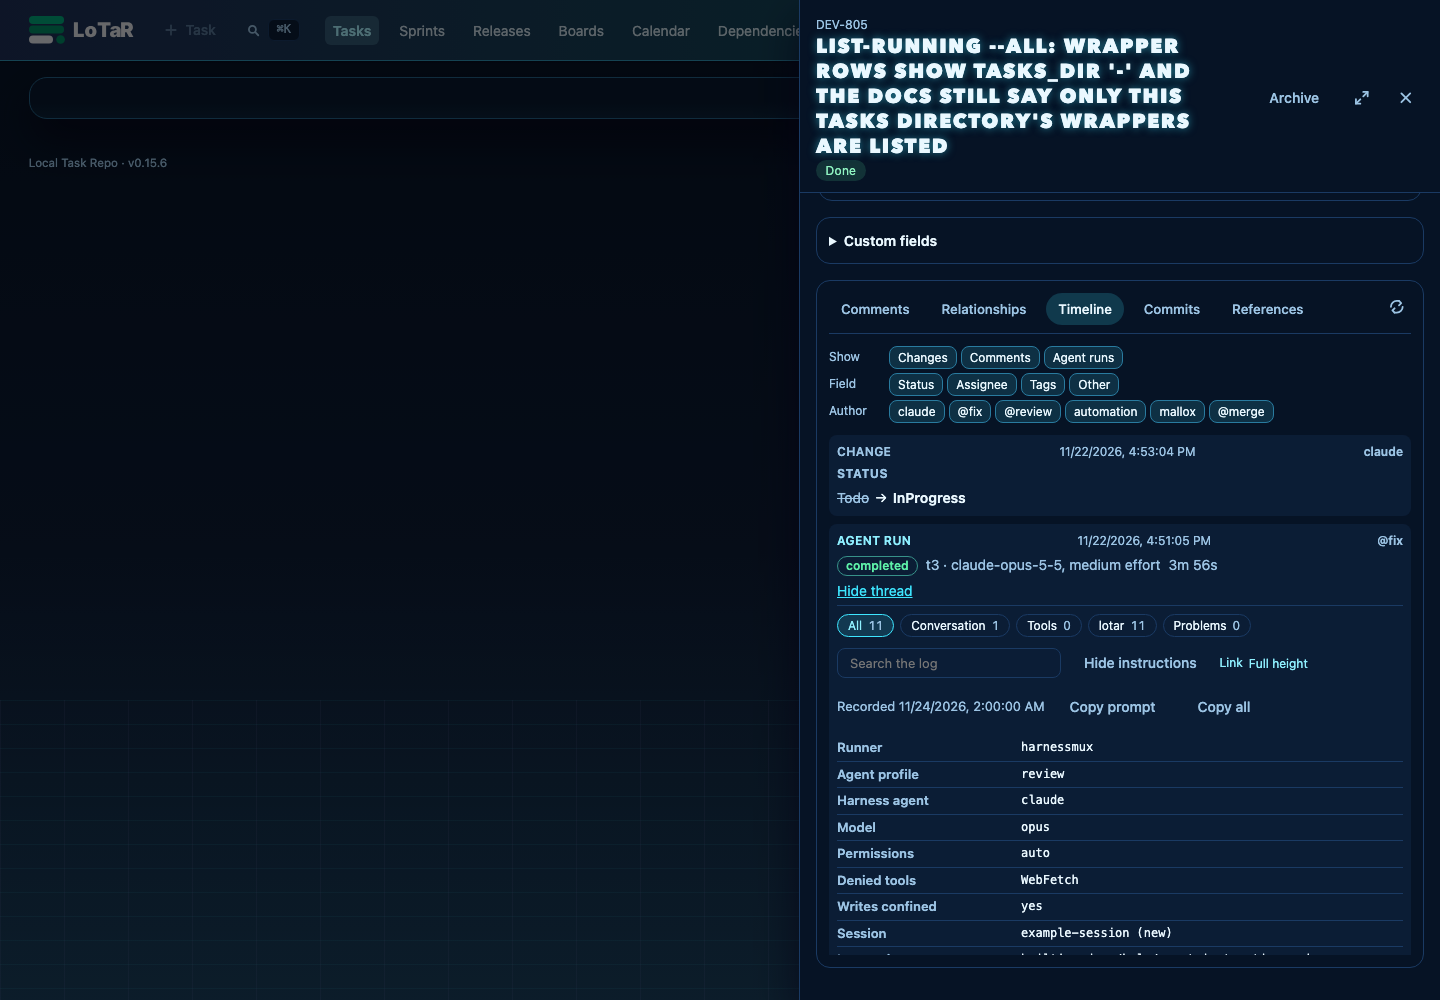 LoTaR
+ Task
⌘K
Tasks
Sprints
Releases
Boards
Calendar
Dependencie
Local Task Repo · v0.15.6
DEV-805
LIST-RUNNING --ALL: WRAPPER
ROWS SHOW TASKS_DIR '-' AND
THE DOCS STILL SAY ONLY THIS
TASKS DIRECTORY'S WRAPPERS
ARE LISTED
Done
Archive
Custom fields
Comments
Relationships
Timeline
Commits
References
Show Changes Comments Agent runs
Field Status Assignee Tags Other
Author claude @fix @review automation mallox @merge
CHANGE 11/22/2026, 4:53:04 PM claude
STATUS
Todo → InProgress
AGENT RUN 11/22/2026, 4:51:05 PM @fix
completed t3 · claude-opus-5-5, medium effort 3m 56s
Hide thread
All 11 Conversation 1 Tools 0 lotar 11 Problems 0
Search the log Hide instructions Link Full height
Recorded 11/24/2026, 2:00:00 AM Copy prompt Copy all
Runner harnessmux
Agent profile review
Harness agent claude
Model opus
Permissions auto
Denied tools WebFetch
Writes confined yes
Session example-session (new)